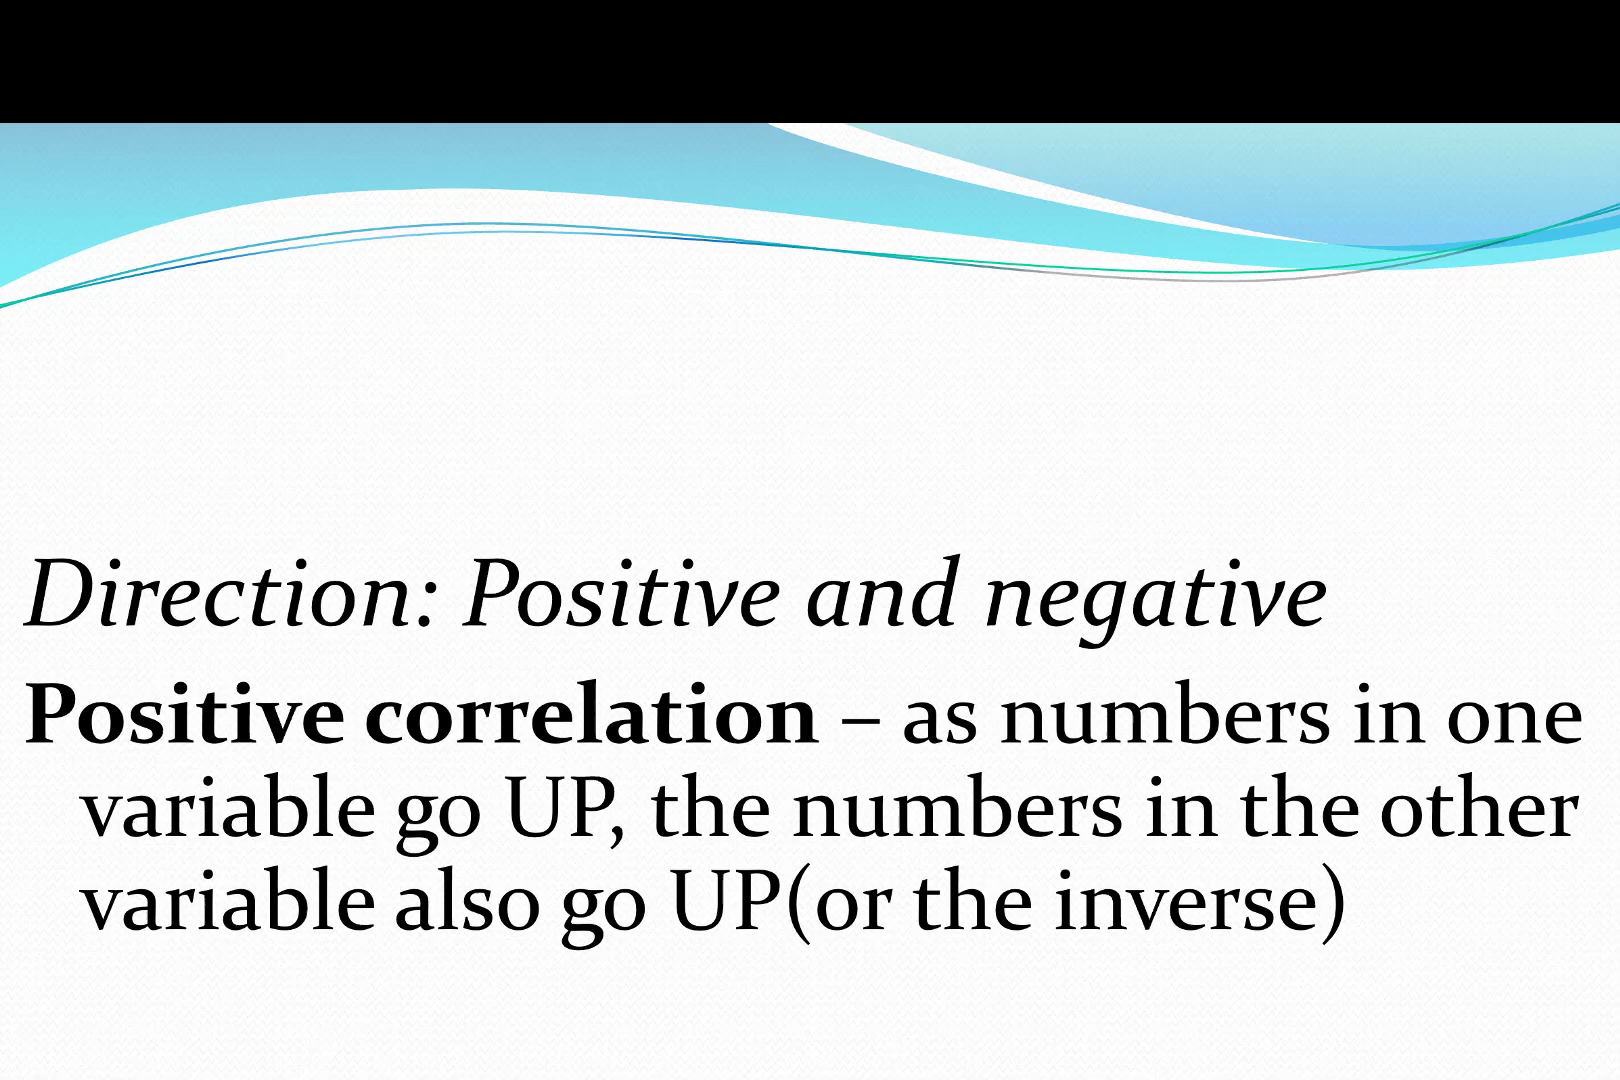 Direction: Positive and negative
Positive correlation – as numbers in one
variable go UP, the numbers in the other
variable also go UP(or the inverse)